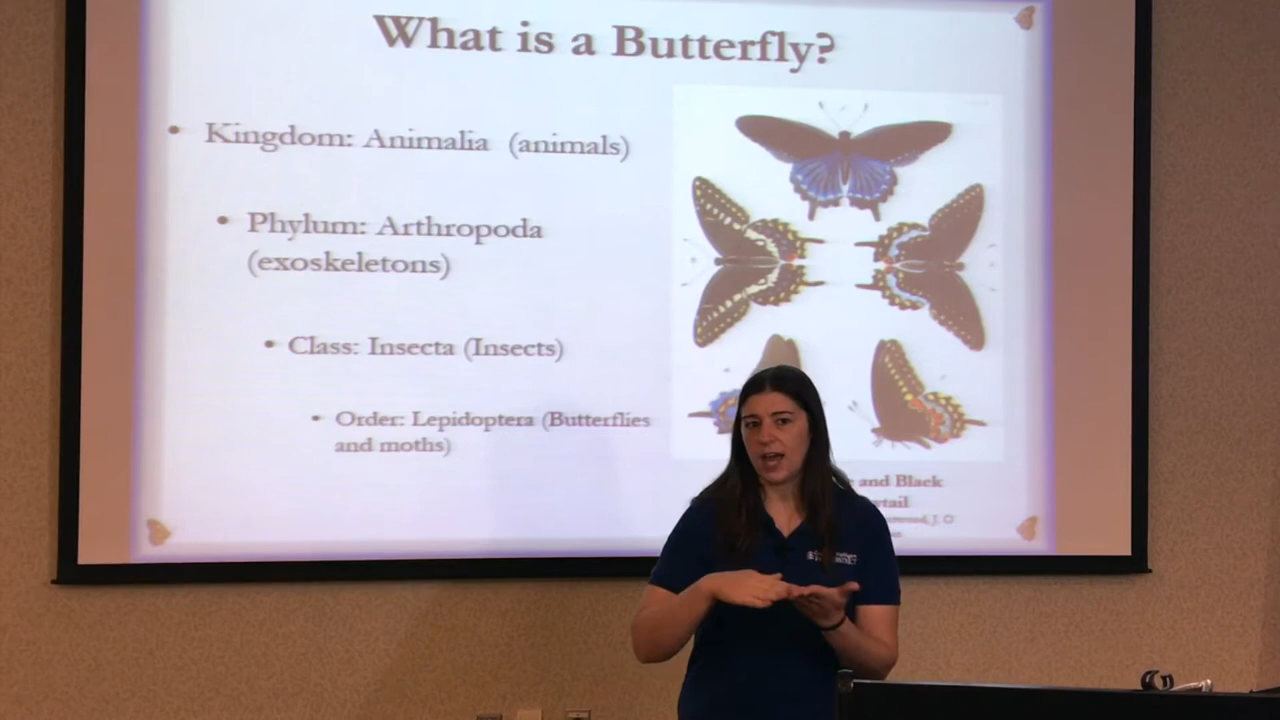 What is a Butterfly?
• Kingdom: Animalia (animals)
• Phylum: Arthropoda
(exoskeletons)
• Class: Insecta (Insects)
• Order: Lepidoptera (Butterflies
and moths)
and Black